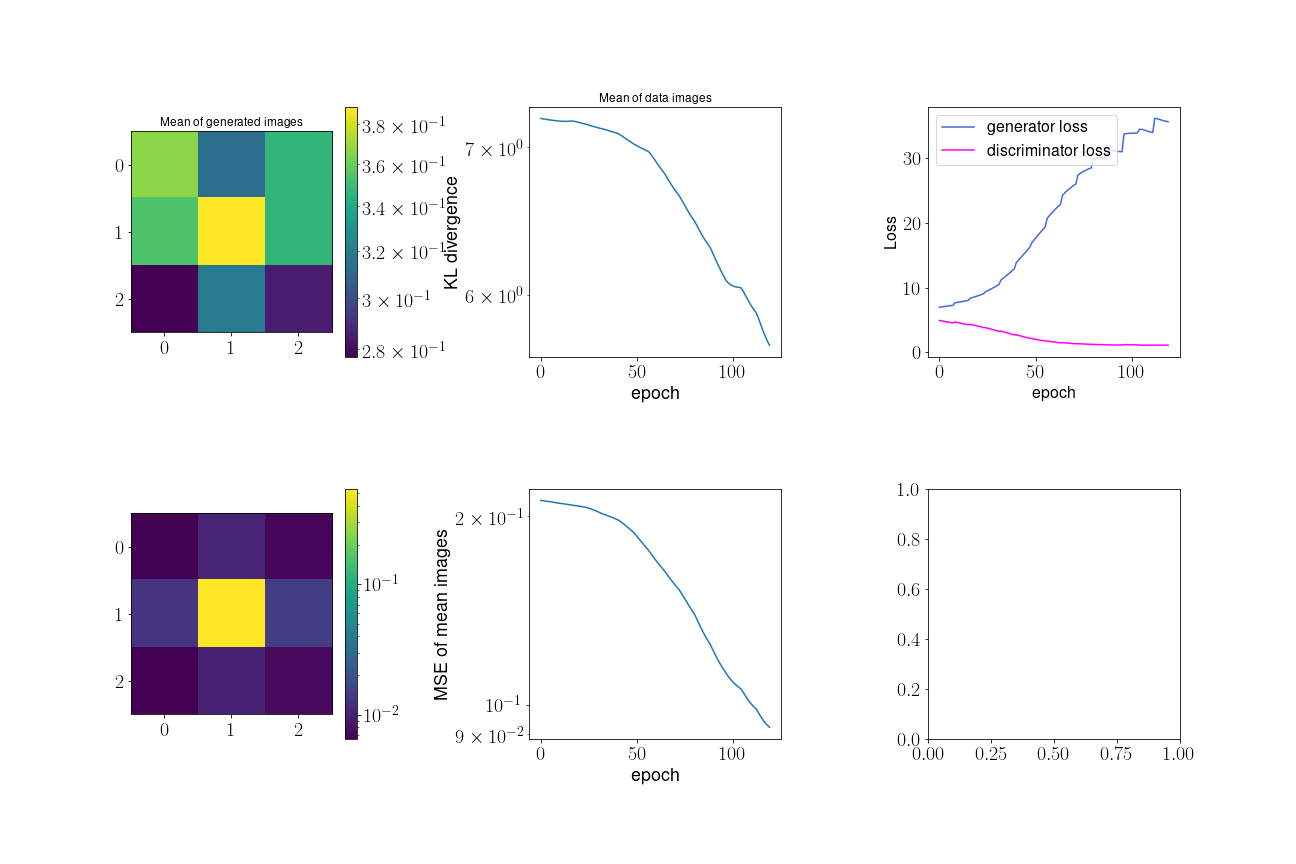 Mean of generated images
0
1
2
0 1 2
3.8 × 10⁻¹
3.6 × 10⁻¹
3.4 × 10⁻¹
3.2 × 10⁻¹
3 × 10⁻¹
2.8 × 10⁻¹
Mean of data images
KL divergence
7 × 10⁰
6 × 10⁰
0 50 100
epoch
generator loss
discriminator loss
Loss
30
20
10
0
0 50 100
epoch
0
1
2
0 1 2
10⁻¹
10⁻²
MSE of mean images
2 × 10⁻¹
10⁻¹
9 × 10⁻²
0 50 100
epoch
1.0
0.8
0.6
0.4
0.2
0.0
0.00 0.25 0.50 0.75 1.00